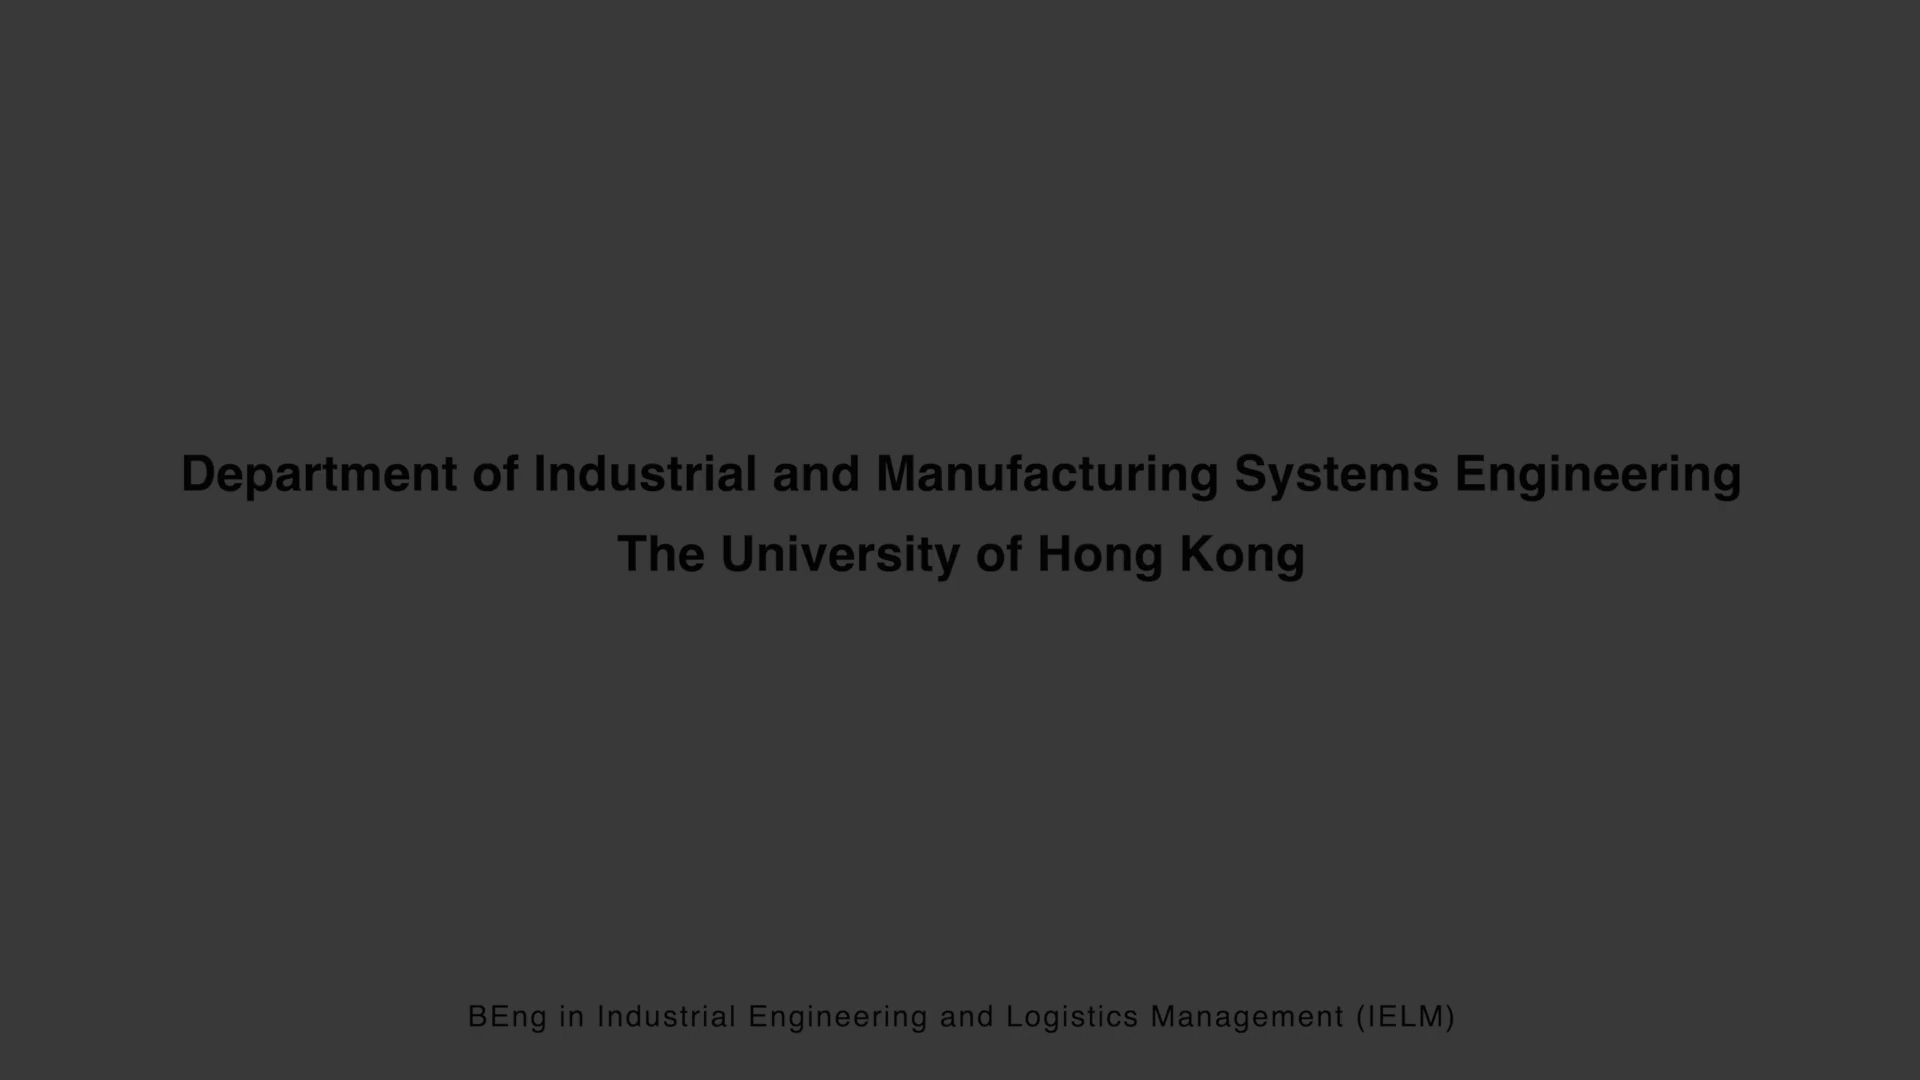 Department of Industrial and Manufacturing Systems Engineering
The University of Hong Kong
BEng in Industrial Engineering and Logistics Management (IELM)